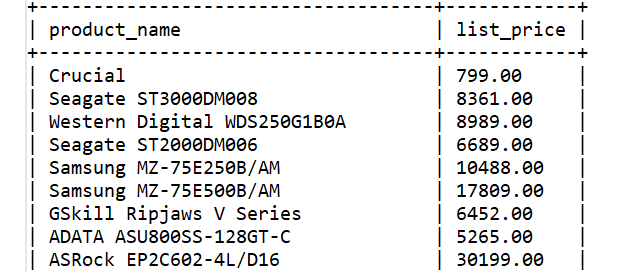 +-----------------------------------+------------+
| product_name                      | list_price |
+-----------------------------------+------------+
| Crucial                           | 799.00     |
| Seagate ST3000DM008               | 8361.00    |
| Western Digital WDS250G1B0A       | 8989.00    |
| Seagate ST2000DM006               | 6689.00    |
| Samsung MZ-75E250B/AM             | 10488.00   |
| Samsung MZ-75E500B/AM             | 17809.00   |
| GSkill Ripjaws V Series           | 6452.00    |
| ADATA ASU800SS-128GT-C            | 5265.00    |
| ASRock EP2C602-4L/D16             | 30199.00   |